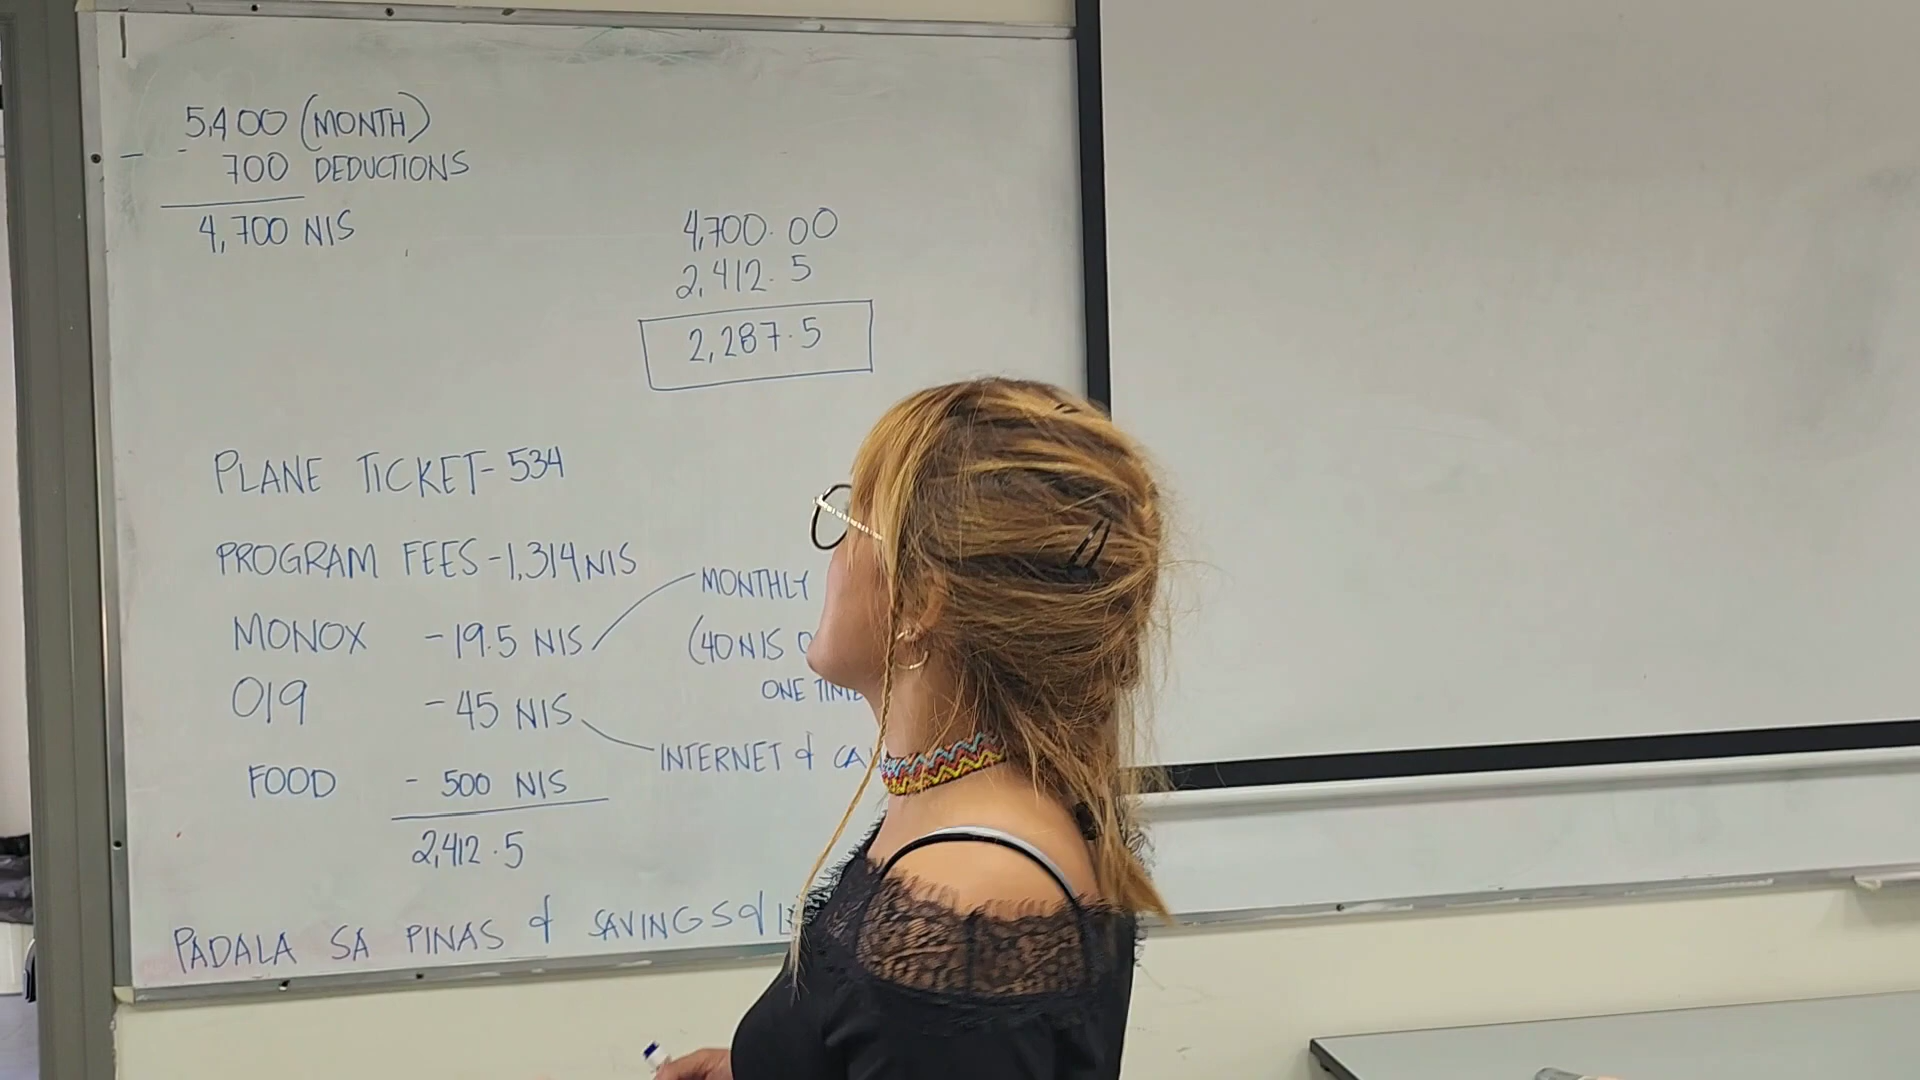 5,400 (MONTH)
- 700 DEDUCTIONS
4,700 NIS
4,700.00
2,412.5
2,287.5
PLANE TICKET - 534
PROGRAM FEES - 1,314 NIS
MONOX - 19.5 NIS
MONTHLY
(40 NIS
ONE TIME
019 - 45 NIS
INTERNET &
FOOD - 500 NIS
2,412.5
PADALA SA PINAS & SAVINGS &